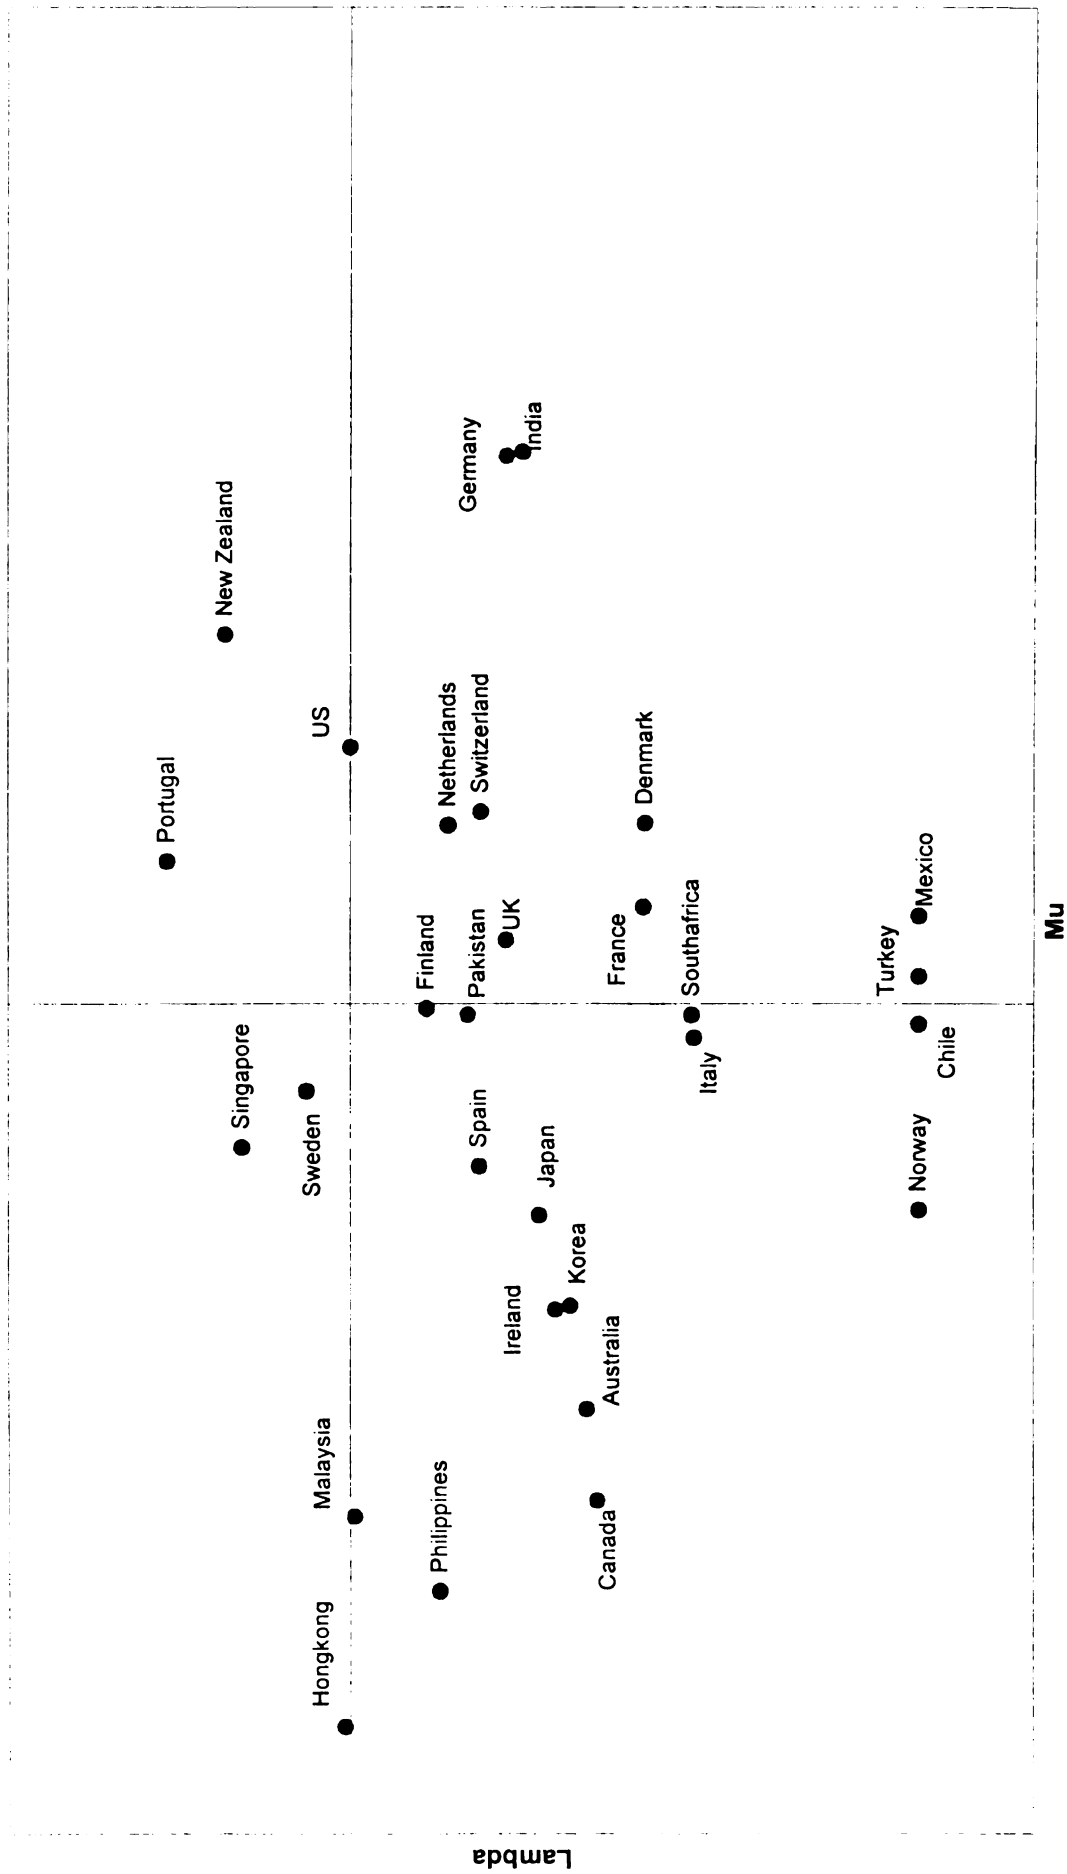 Portugal
New Zealand
Singapore
Sweden
US
Malaysia
Hongkong
Finland
Netherlands
Philippines
Pakistan
Switzerland
Spain
Germany
India
UK
Japan
Ireland
Korea
Australia
Canada
France
Denmark
Southafrica
Italy
Turkey
Mexico
Chile
Norway
Lambda
Mu